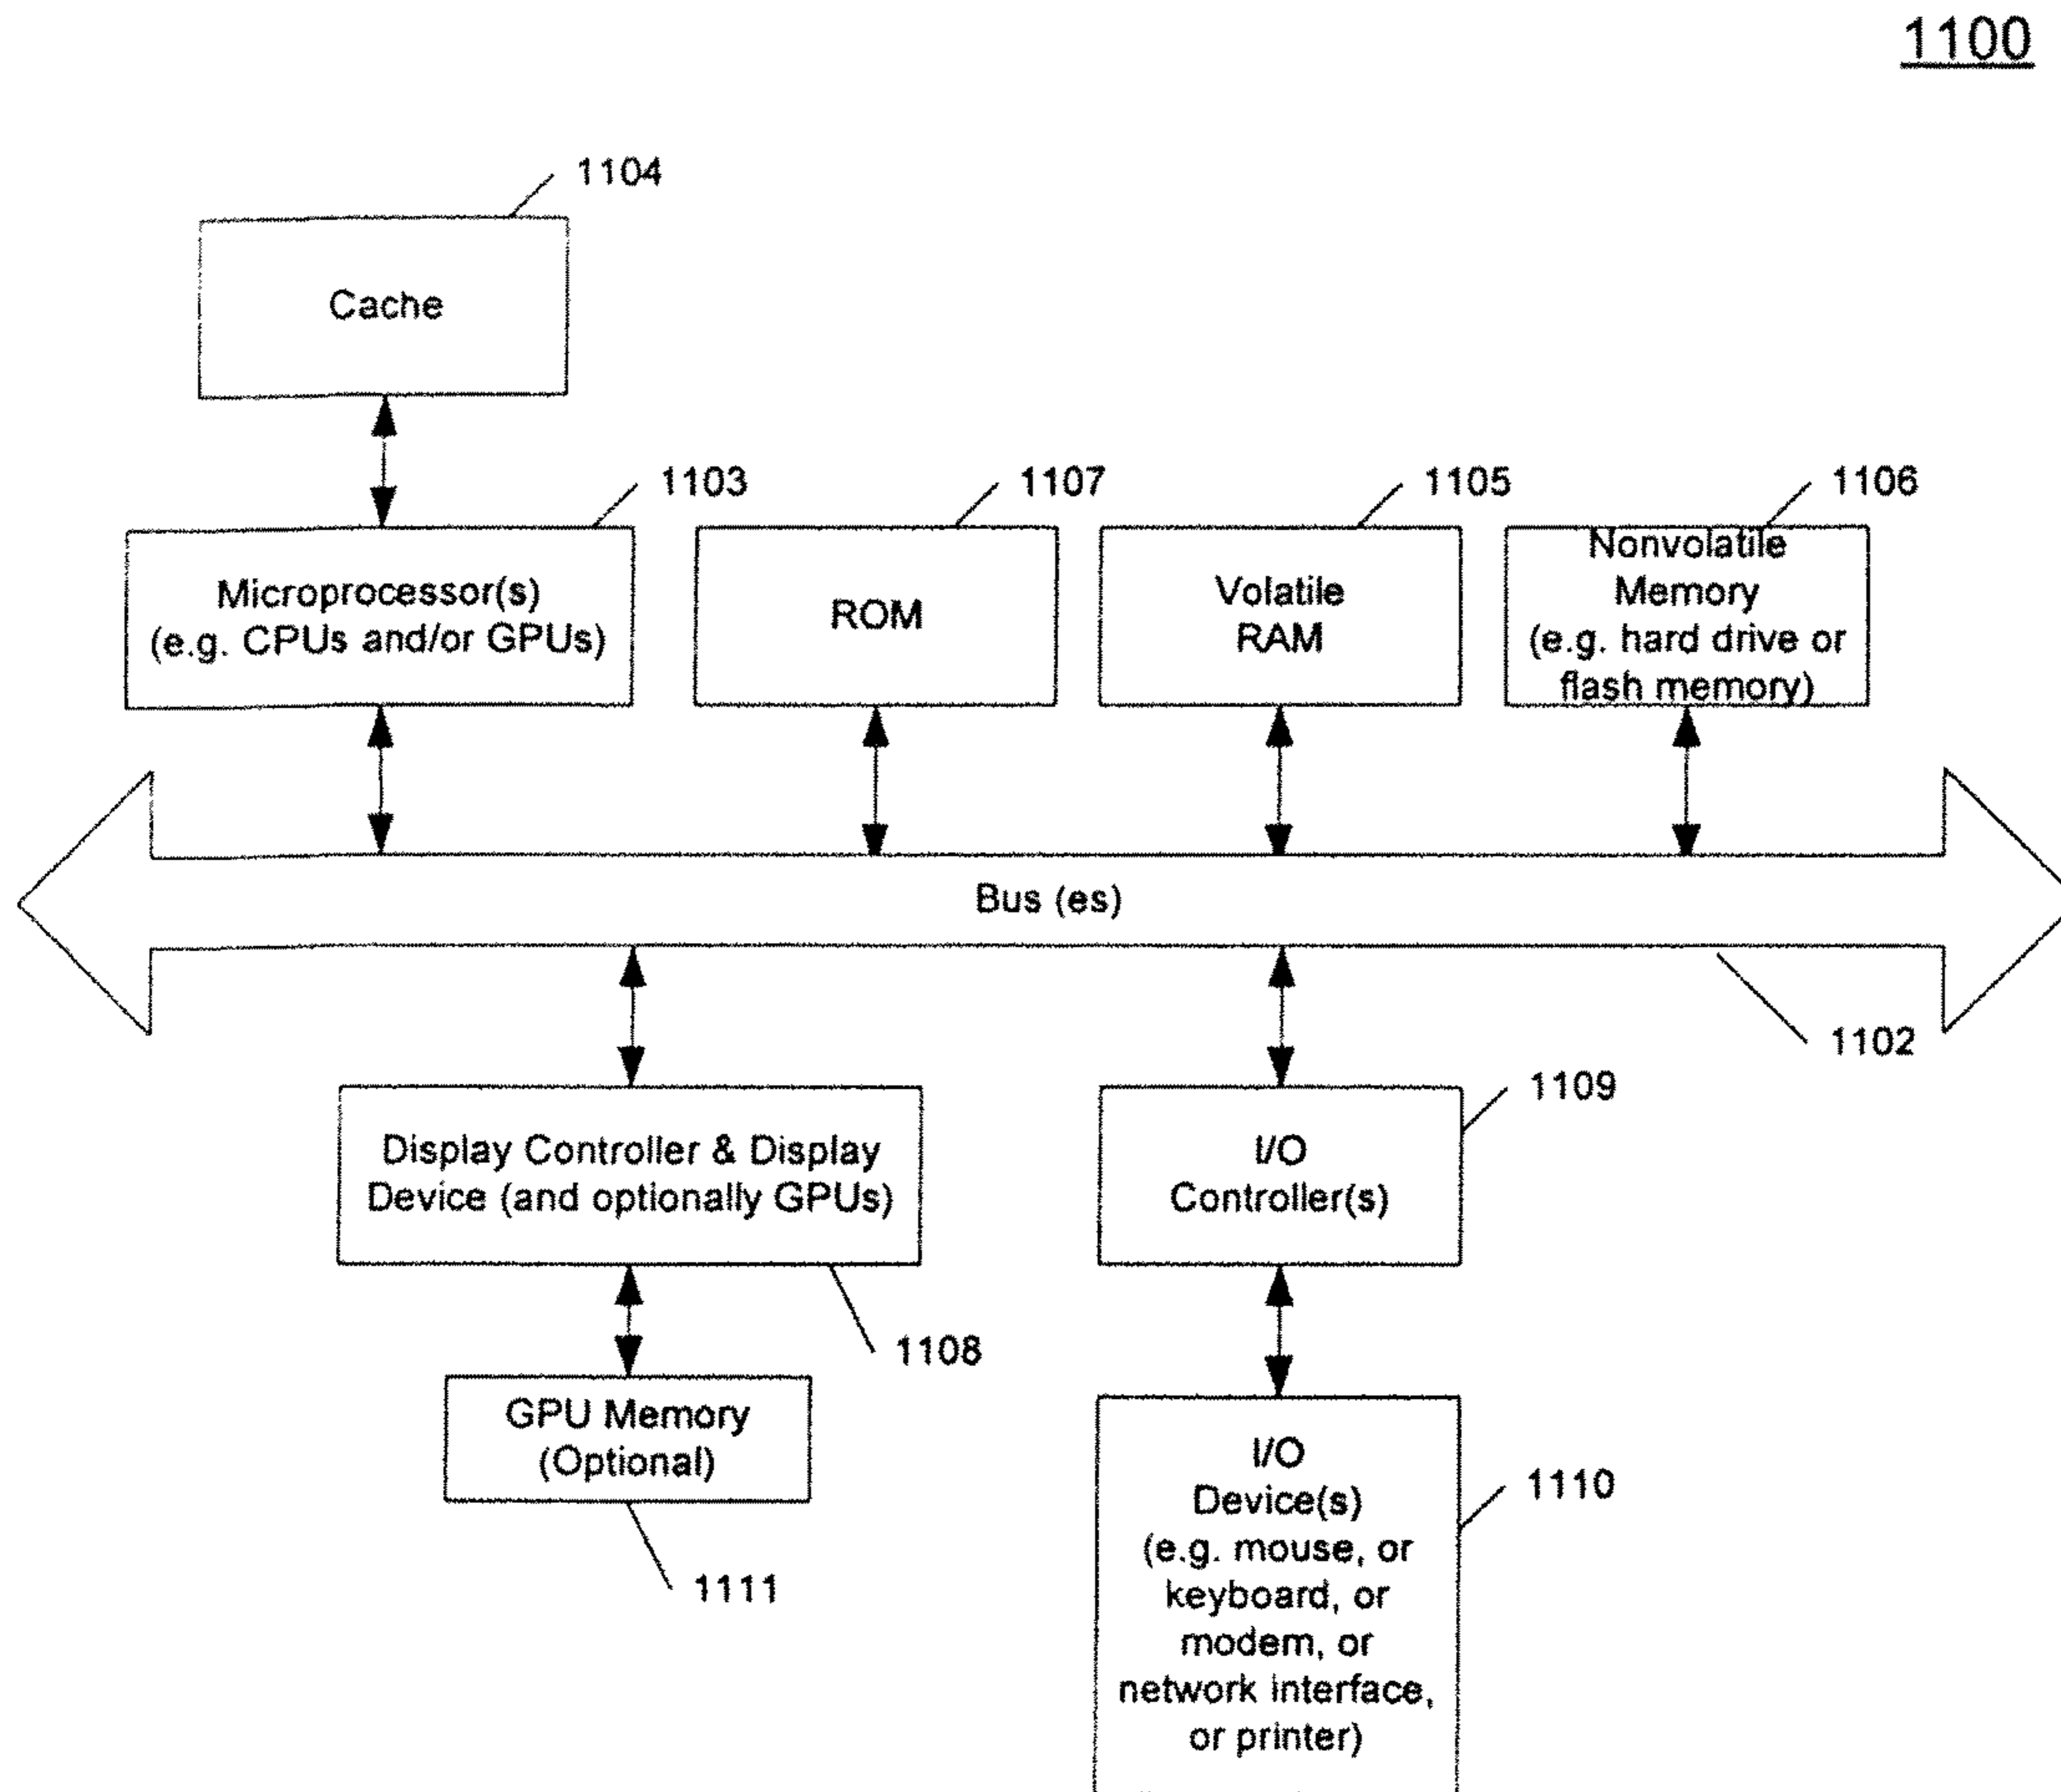 1100
1104
Cache
1103
1107
1105
1106
Microprocessor(s)
(e.g. CPUs and/or GPUs)
ROM
Volatile
RAM
Nonvolatile
Memory
(e.g. hard drive or
flash memory)
Bus (es)
1102
Display Controller & Display
Device (and optionally GPUs)
1108
I/O
Controller(s)
1109
GPU Memory
(Optional)
1111
I/O
Device(s)
(e.g. mouse, or
keyboard, or
modem, or
network interface,
or printer)
1110